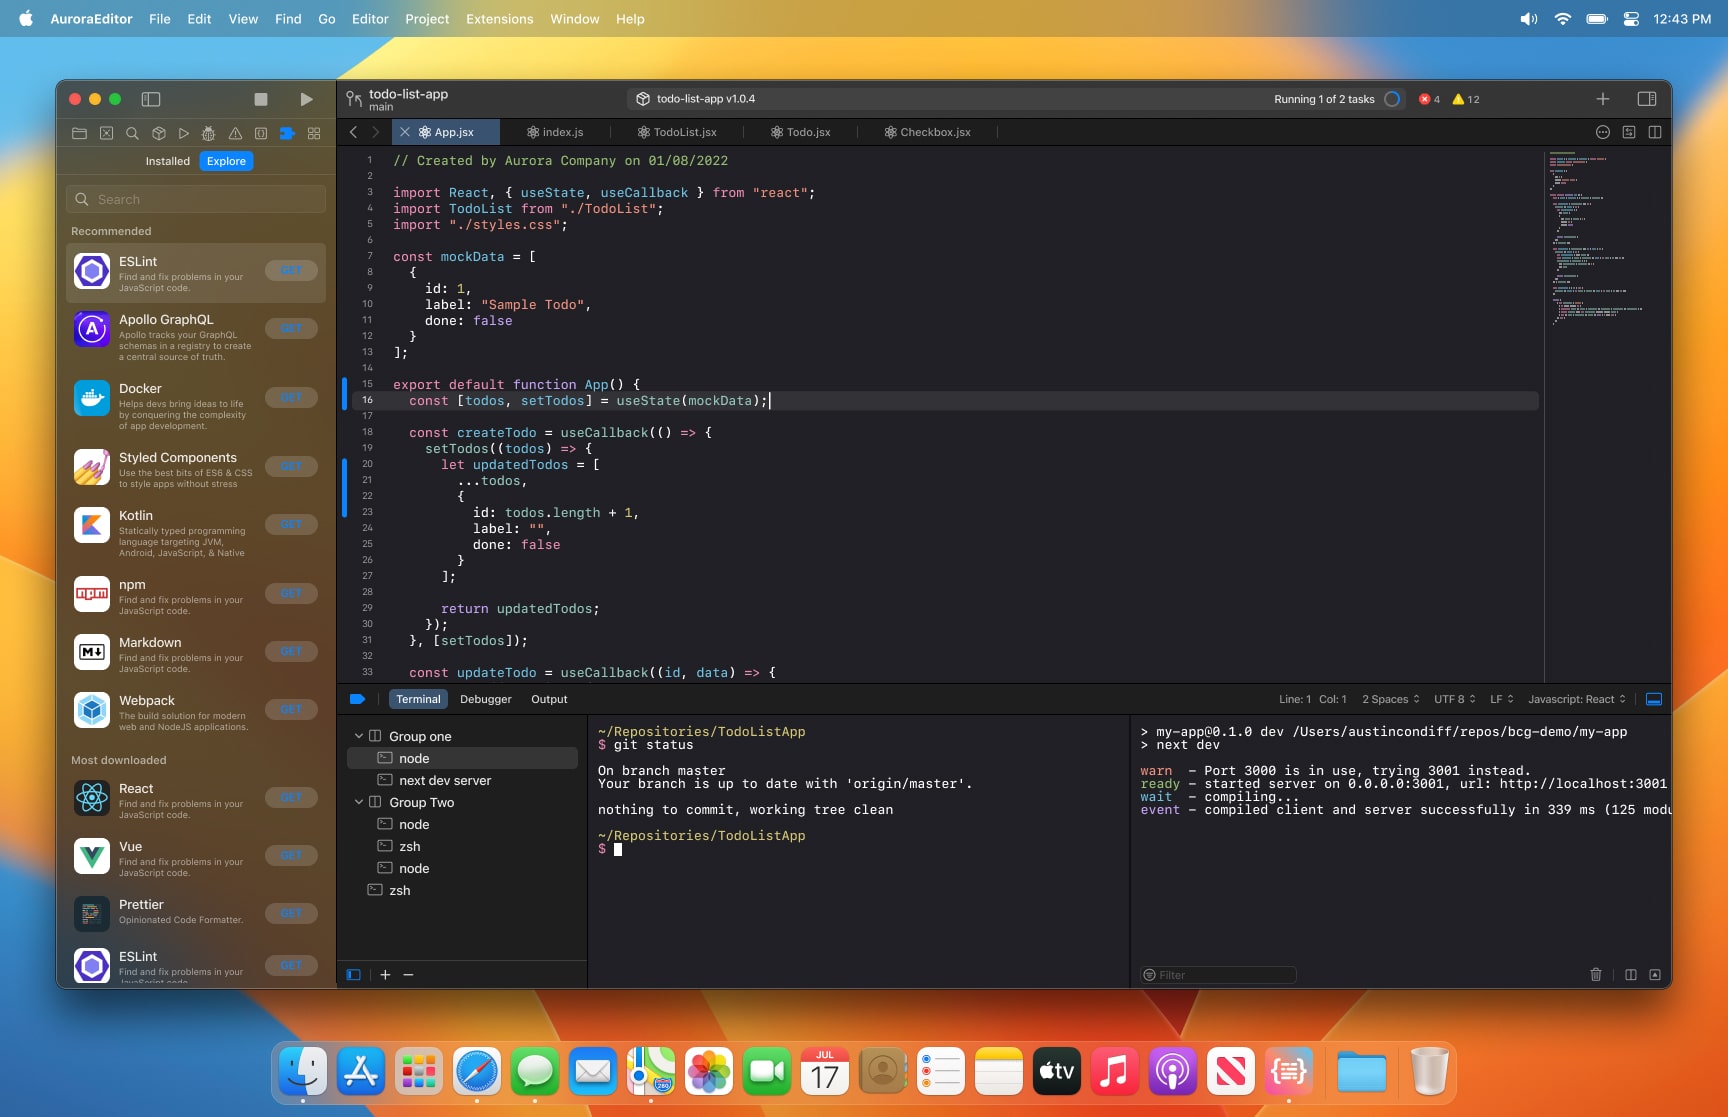 AuroraEditor File Edit View Find Go Editor Project Extensions Window Help
12:43 PM
todo-list-app
main
todo-list-app v1.0.4
Running 1 of 2 tasks
4
12
App.jsx
index.js
TodoList.jsx
Todo.jsx
Checkbox.jsx
Installed
Explore
Search
Recommended
ESLint
Find and fix problems in your
JavaScript code.
GET
Apollo GraphQL
Apollo tracks your GraphQL
schemas in a registry to create
a central source of truth.
GET
Docker
Helps devs bring ideas to life
by conquering the complexity
of app development.
GET
Styled Components
Use the best bits of ES6 & CSS
to style apps without stress
GET
Kotlin
Statically typed programming
language targeting JVM,
Android, JavaScript, & Native
GET
npm
Find and fix problems in your
JavaScript code.
GET
Markdown
Find and fix problems in your
JavaScript code.
GET
Webpack
The build solution for modern
web and NodeJS applications.
GET
Most downloaded
React
Find and fix problems in your
JavaScript code.
GET
Vue
Find and fix problems in your
JavaScript code.
GET
Prettier
Opinionated Code Formatter.
GET
ESLint
Find and fix problems in your
JavaScript code.
GET
1 // Created by Aurora Company on 01/08/2022
2
3 import React, { useState, useCallback } from "react";
4 import TodoList from "./TodoList";
5 import "./styles.css";
6
7 const mockData = [
8 {
9 id: 1,
10 label: "Sample Todo",
11 done: false
12 }
13 ];
14
15 export default function App() {
16 const [todos, setTodos] = useState(mockData);
17
18 const createTodo = useCallback(() => {
19 setTodos((todos) => {
20 let updatedTodos = [
21 ...todos,
22 {
23 id: todos.length + 1,
24 label: "",
25 done: false
26 }
27 ];
28
29 return updatedTodos;
30 });
31 }, [setTodos]);
32
33 const updateTodo = useCallback((id, data) => {
Terminal
Debugger
Output
Line: 1 Col: 1
2 Spaces
UTF 8
LF
Javascript: React
Group one
node
next dev server
Group Two
node
zsh
node
zsh
~/Repositories/TodoListApp
$ git status
On branch master
Your branch is up to date with 'origin/master'.
nothing to commit, working tree clean
~/Repositories/TodoListApp
$
> my-app@0.1.0 dev /Users/austincondiff/repos/bcg-demo/my-app
> next dev
warn – Port 3000 is in use, trying 3001 instead.
ready – started server on 0.0.0.0:3001, url: http://localhost:3001
wait – compiling...
event – compiled client and server successfully in 339 ms (125 modu
Filter
280
JUL
17
tv